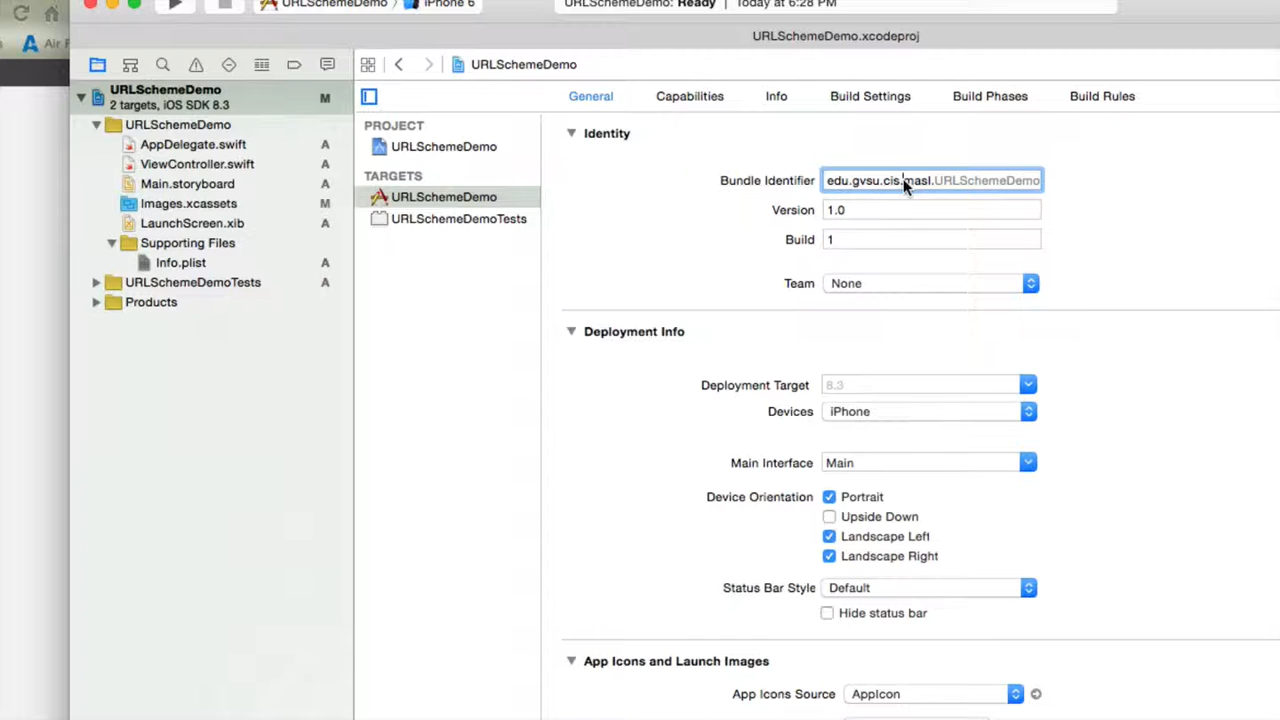 URLSchemeDemo
iPhone 6
URLSchemeDemo: Ready
Today at 6:28 PM
URLSchemeDemo.xcodeproj
Air
URLSchemeDemo
URLSchemeDemo
2 targets, iOS SDK 8.3
M
General
Capabilities
Info
Build Settings
Build Phases
Build Rules
URLSchemeDemo
AppDelegate.swift
A
ViewController.swift
A
Main.storyboard
A
Images.xcassets
A
LaunchScreen.xib
A
Supporting Files
Info.plist
A
URLSchemeDemoTests
A
Products
PROJECT
URLSchemeDemo
TARGETS
URLSchemeDemo
URLSchemeDemoTests
Identity
Bundle Identifier
edu.gvsu.cis.masl.URLSchemeDemo
Version
1.0
Build
1
Team
None
Deployment Info
Deployment Target
8.3
Devices
iPhone
Main Interface
Main
Device Orientation
Portrait
Upside Down
Landscape Left
Landscape Right
Status Bar Style
Default
Hide status bar
App Icons and Launch Images
App Icons Source
AppIcon